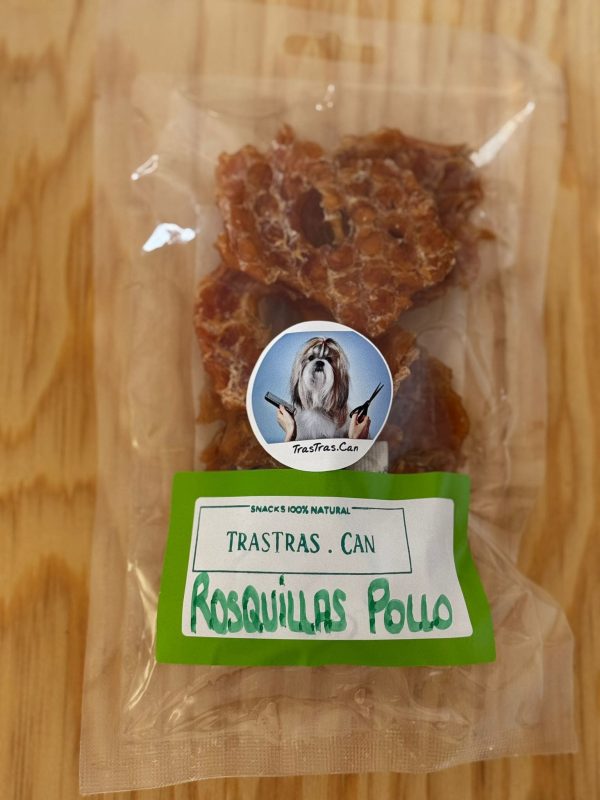 TrasTras.Can
SNACKS 100% NATURAL
TRASTRAS . CAN
ROSQUILLAS POLLO